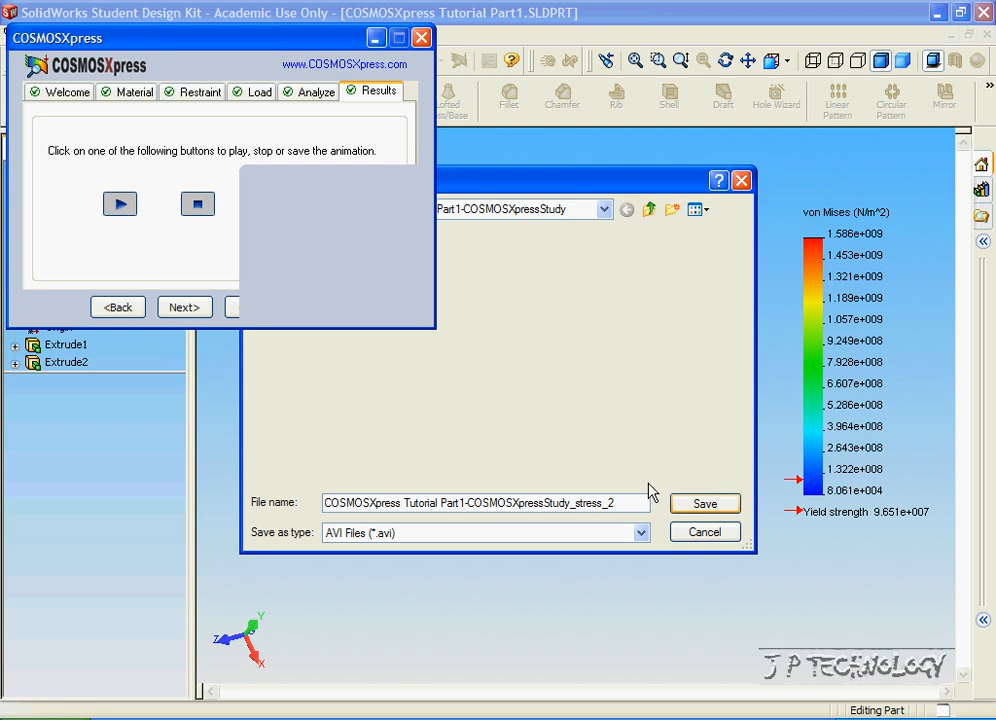 SolidWorks Student Design Kit - Academic Use Only - [COSMOSXpress Tutorial Part1.SLDPRT]
COSMOSXpress
COSMOSXpress
www.COSMOSXpress.com
Welcome
Material
Restraint
Load
Analyze
Results
Fillet
Chamfer
Rib
Shell
Draft
Hole Wizard
Linear
Pattern
Circular
Pattern
Mirror
Click on one of the following buttons to play, stop or save the animation.
<Back
Next>
Part1-COSMOSXpressStudy
Extrude1
Extrude2
von Mises (N/m^2)
1.586e+009
1.453e+009
1.321e+009
1.189e+009
1.057e+009
9.249e+008
7.928e+008
6.607e+008
5.286e+008
3.964e+008
2.643e+008
1.322e+008
8.061e+004
Yield strength 9.651e+007
File name:
COSMOSXpress Tutorial Part1-COSMOSXpressStudy_stress_2
Save
Save as type:
AVI Files (*.avi)
Cancel
Y
Z
X
J P TECHNOLOGY
Editing Part